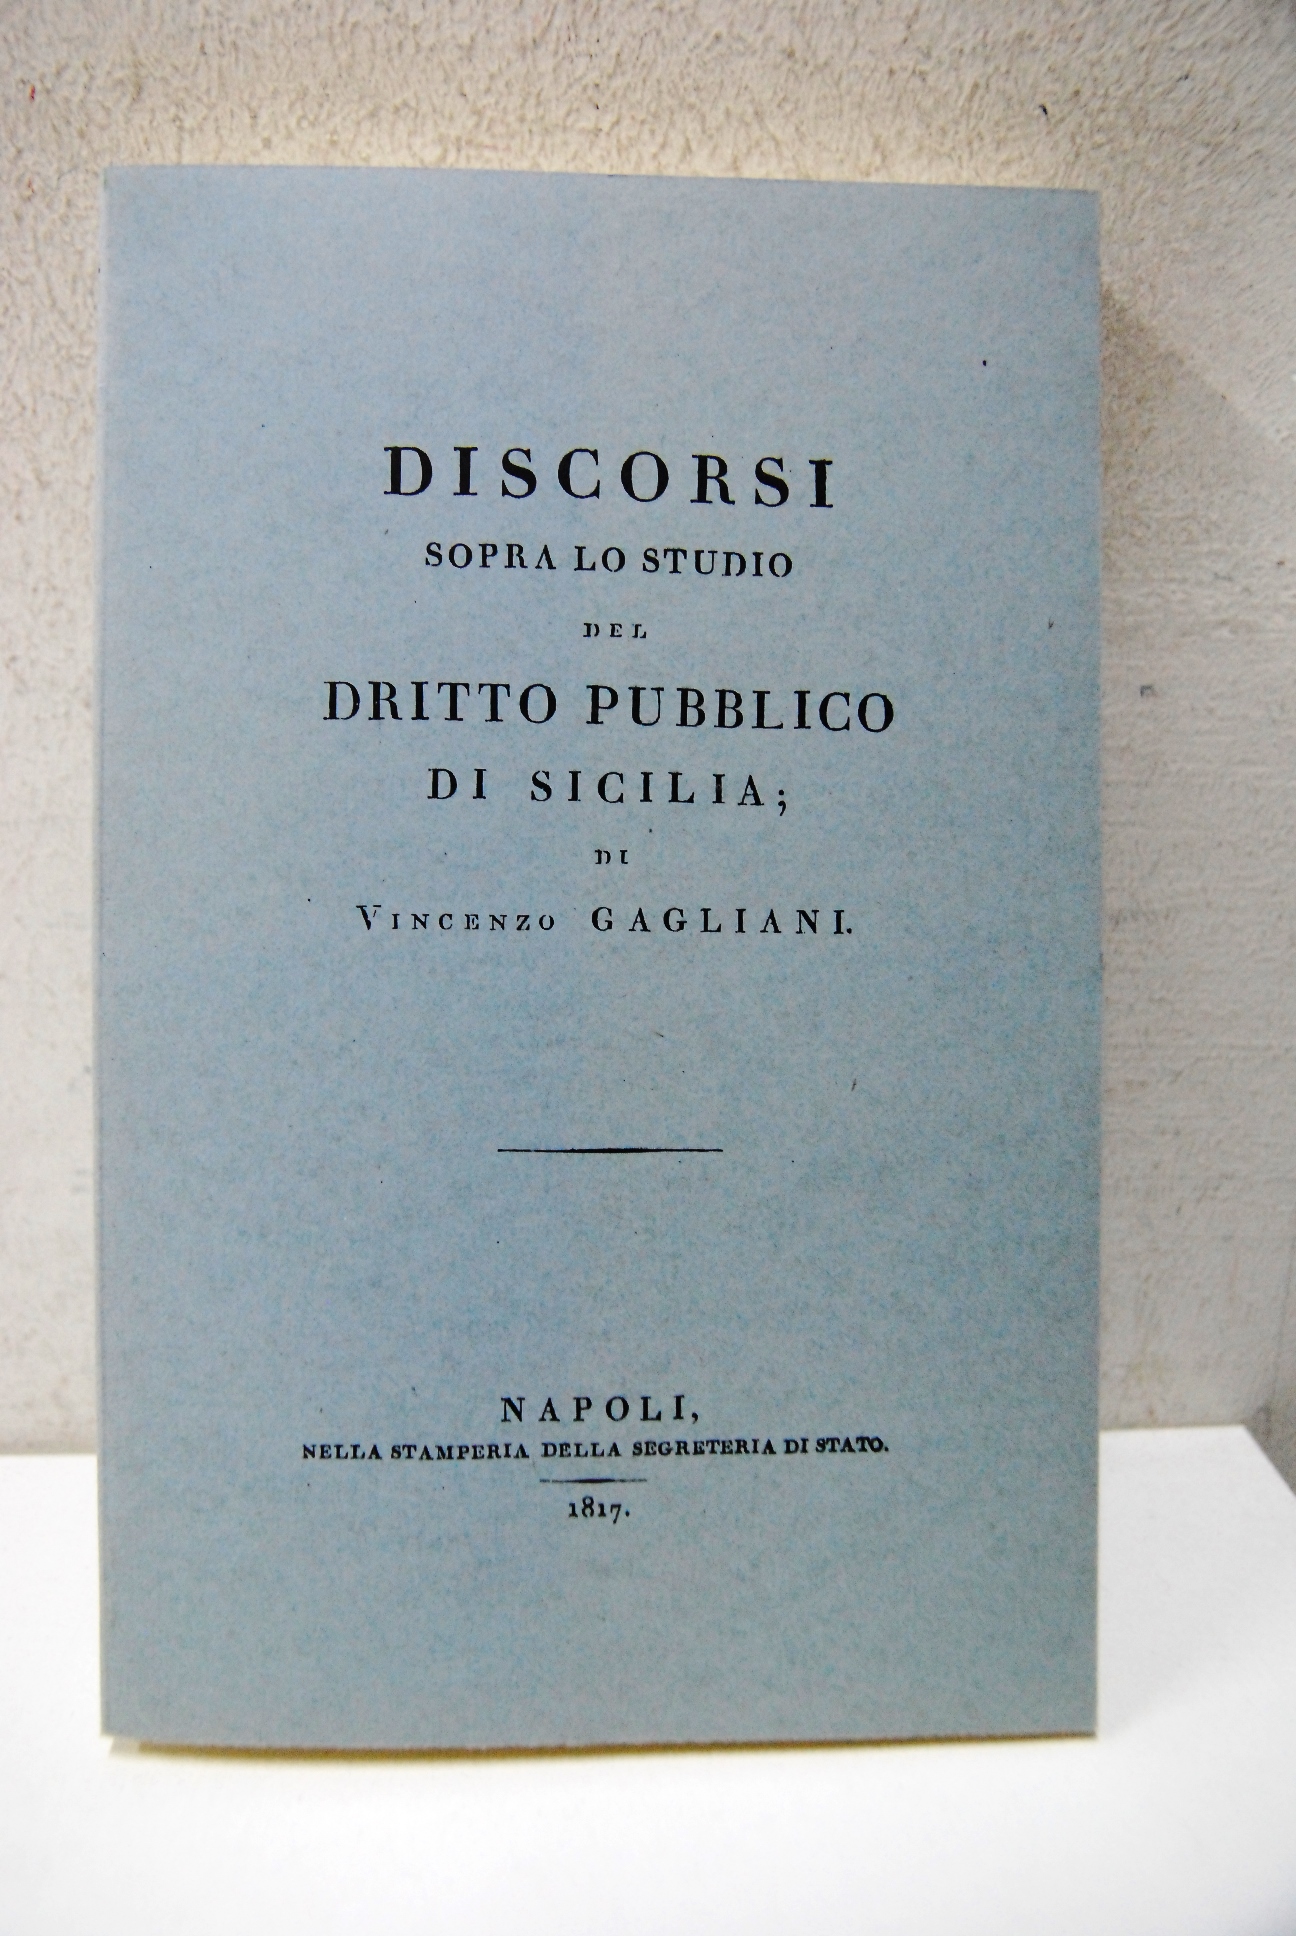 DISCORSI
SOPRA LO STUDIO
DEL
DRITTO PUBBLICO
DI SICILIA;
DI
VINCENZO GAGLIANI.
NAPOLI,
NELLA STAMPERIA DELLA SEGRETERIA DI STATO.
1817.